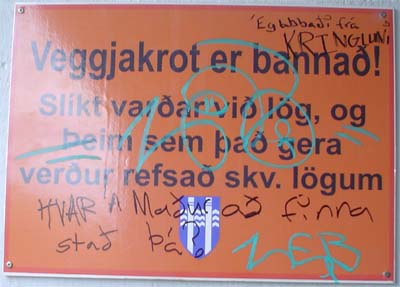 Ég labbaði frá
KRINGLUNI
Veggjakrot er bannað!
Slíkt varðar við lög, og
þeim sem það gera
verður refsað skv. lögum
HVAR Á Maður að finna
stað þá